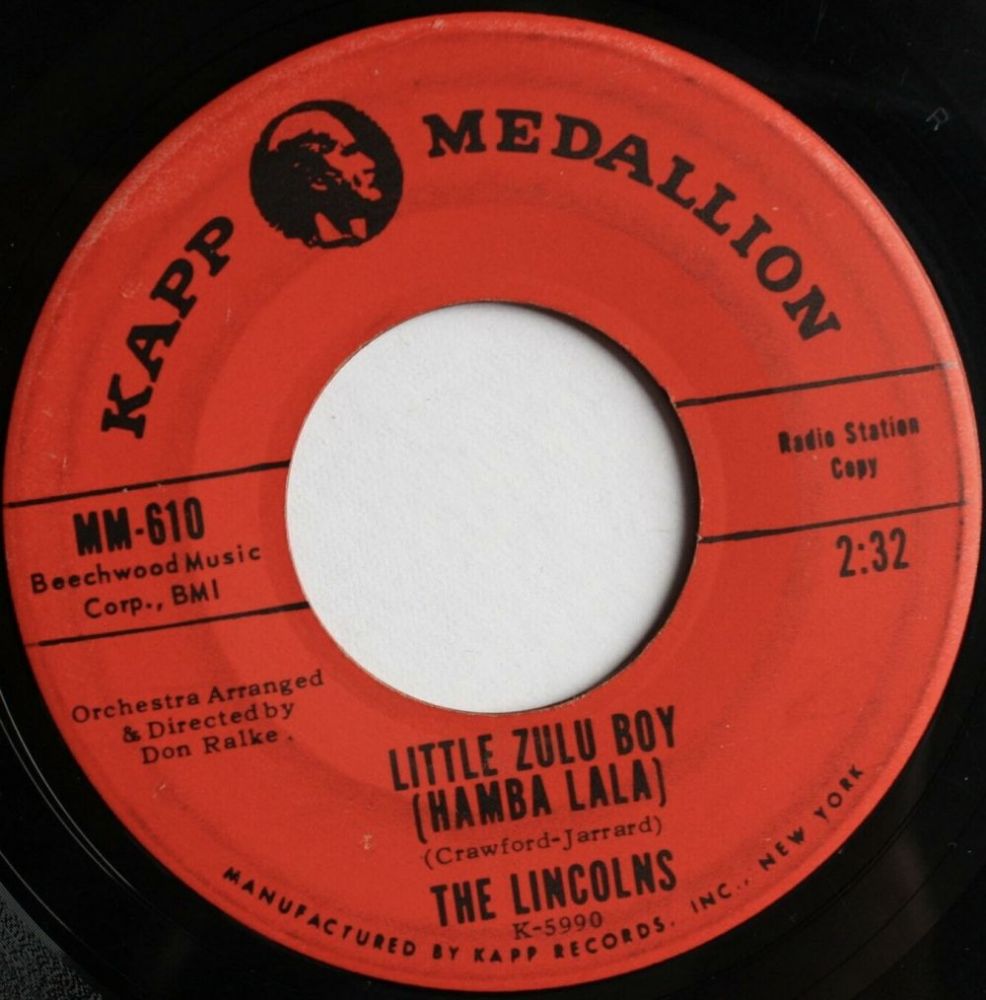 KAPP MEDALLION
Radio Station
Copy
MM-610
Beechwood Music
Corp., BMI
2:32
Orchestra Arranged
& Directed by
Don Ralke.
LITTLE ZULU BOY
(HAMBA LALA)
(Crawford-Jarrard)
THE LINCOLNS
K-5990
MANUFACTURED BY KAPP RECORDS, INC., NEW YORK
R